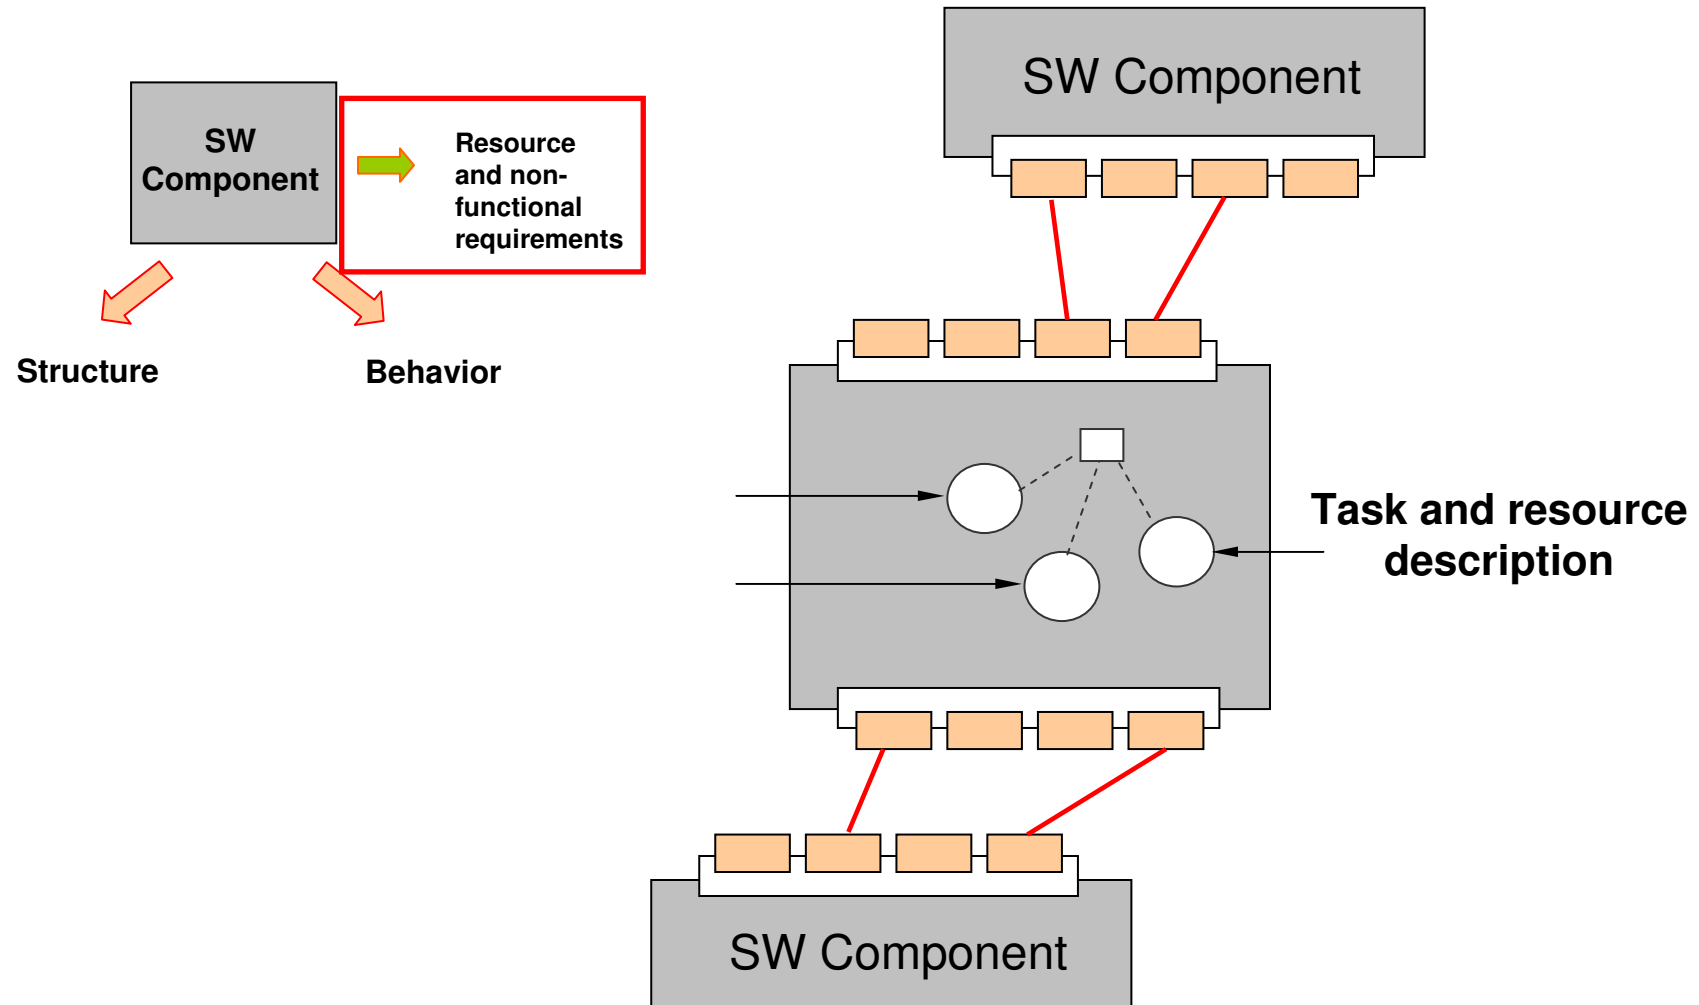 SW Component
SW
Component
Resource
and non-
functional
requirements
Structure
Behavior
Task and resource
description
SW Component